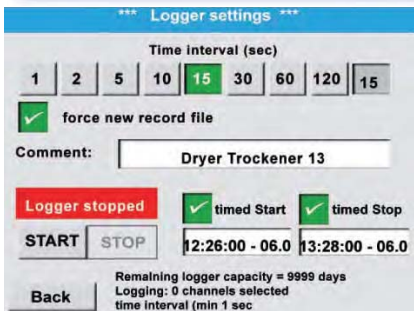 *** Logger settings ***
Time interval (sec)
1 2 5 10 15 30 60 120 15
force new record file
Comment: Dryer Trockener 13
Logger stopped timed Start timed Stop
START STOP 12:26:00 - 06.0 13:28:00 - 06.0
Remaining logger capacity = 9999 days
Logging: 0 channels selected
time interval (min 1 sec
Back